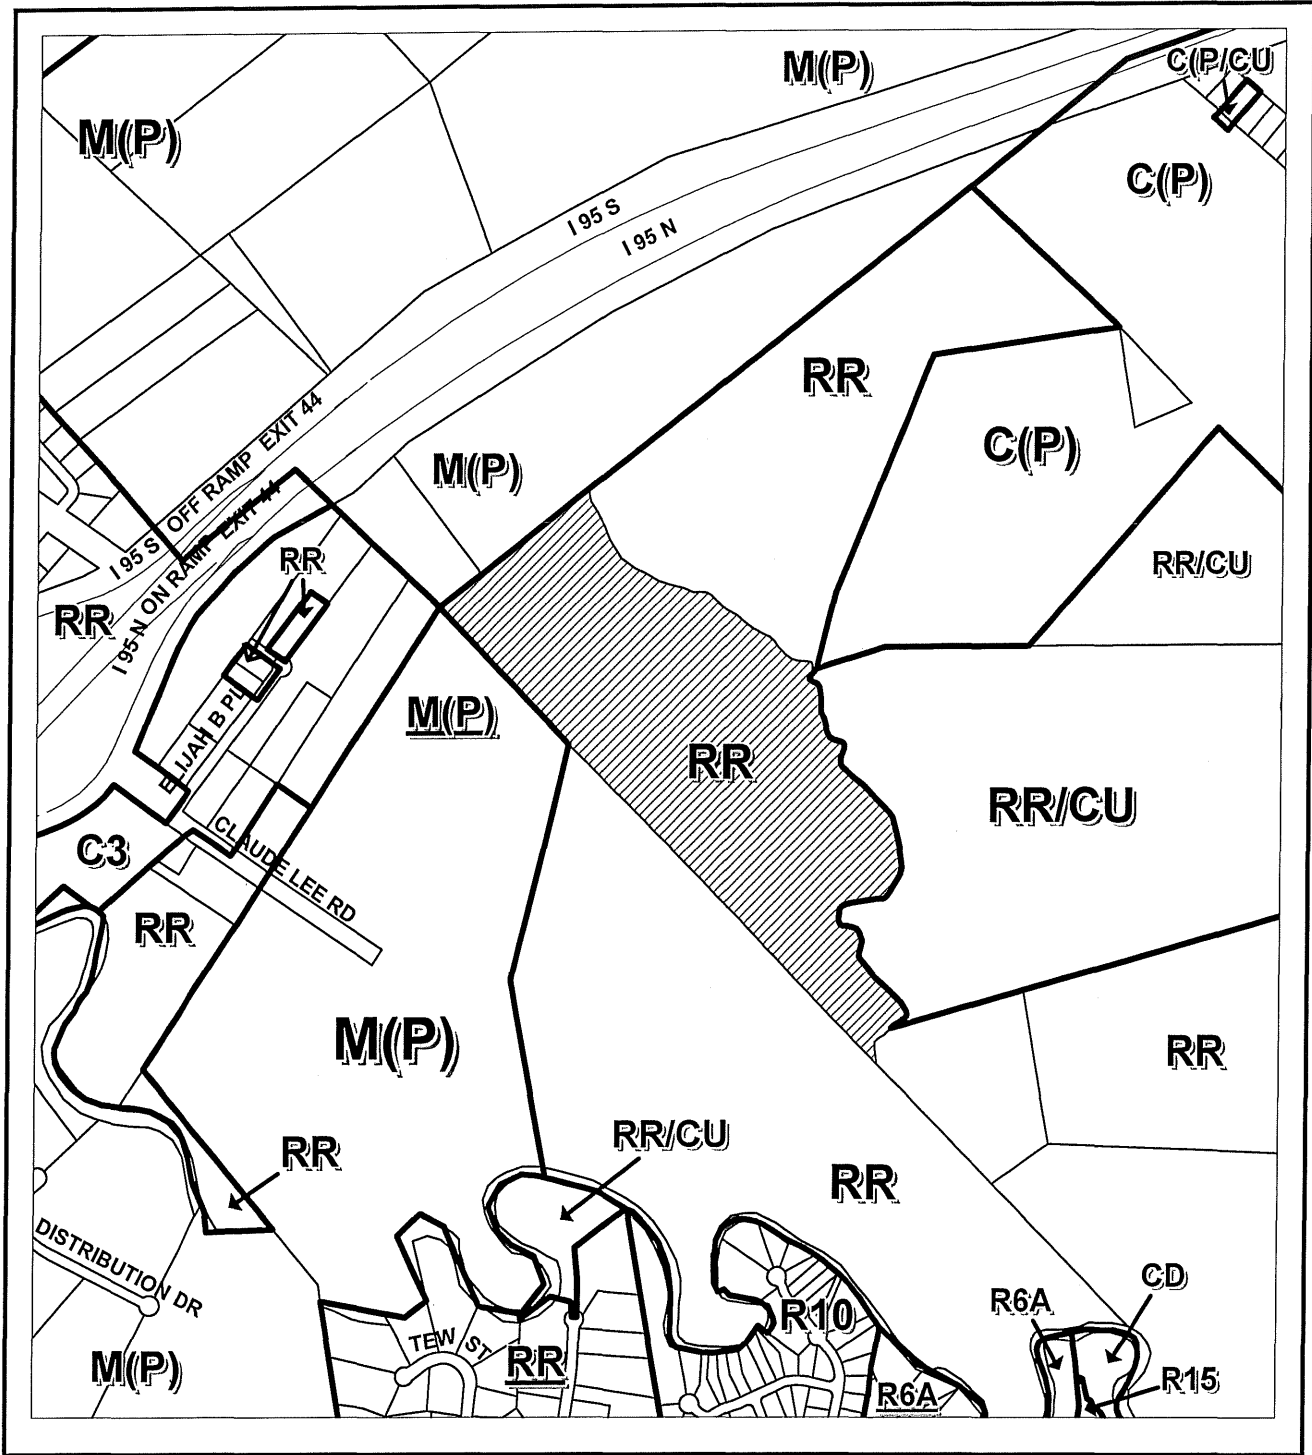 M(P)
C(P/CU
M(P)
C(P)
I 95 S
I 95 N
RR
I 95 S OFF RAMP EXIT 44
C(P)
M(P)
I 95 N ON RAMP EXIT 44
RR
RR/CU
RR
M(P)
ELIJAH B PL
RR
RR/CU
C3
CLAUDE LEE RD
RR
M(P)
RR
RR/CU
RR
RR
DISTRIBUTION DR
CD
R6A
R10
TEW ST
RR
M(P)
R15
R6A